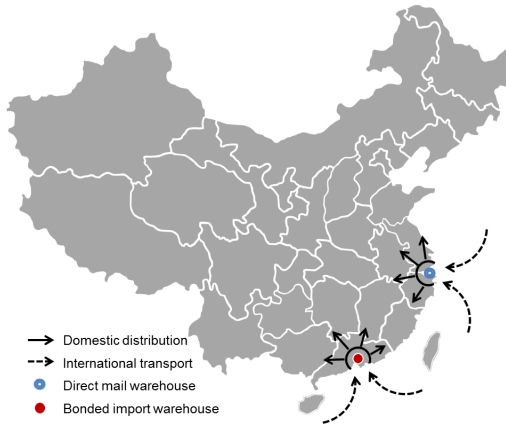 Domestic distribution
International transport
Direct mail warehouse
Bonded import warehouse